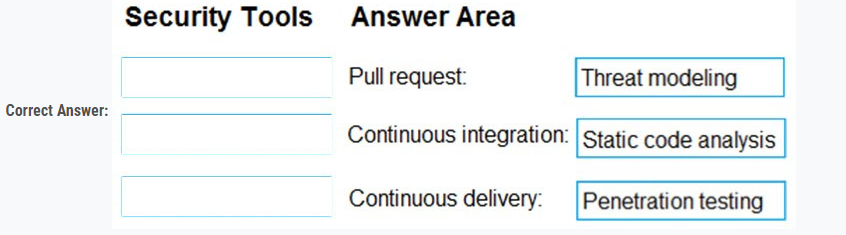 Security Tools Answer Area
Pull request: Threat modeling
Correct Answer:
Continuous integration: Static code analysis
Continuous delivery: Penetration testing